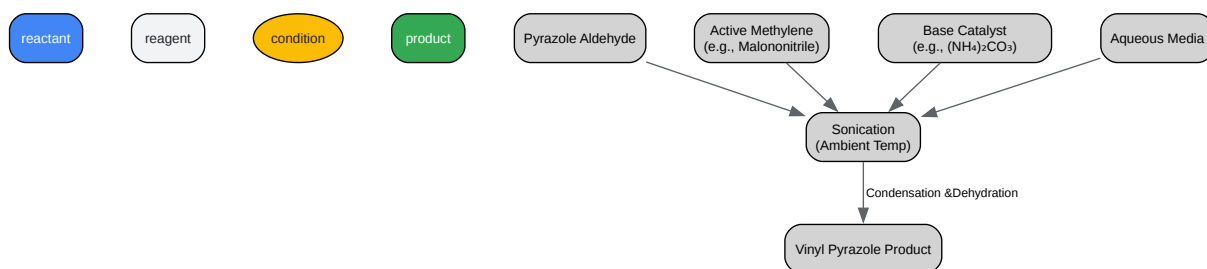 reactant
reagent
condition
product
Pyrazole Aldehyde
Active Methylene
(e.g., Malononitrile)
Base Catalyst
(e.g., (NH₄)₂CO₃)
Aqueous Media
Sonication
(Ambient Temp)
Condensation &Dehydration
Vinyl Pyrazole Product